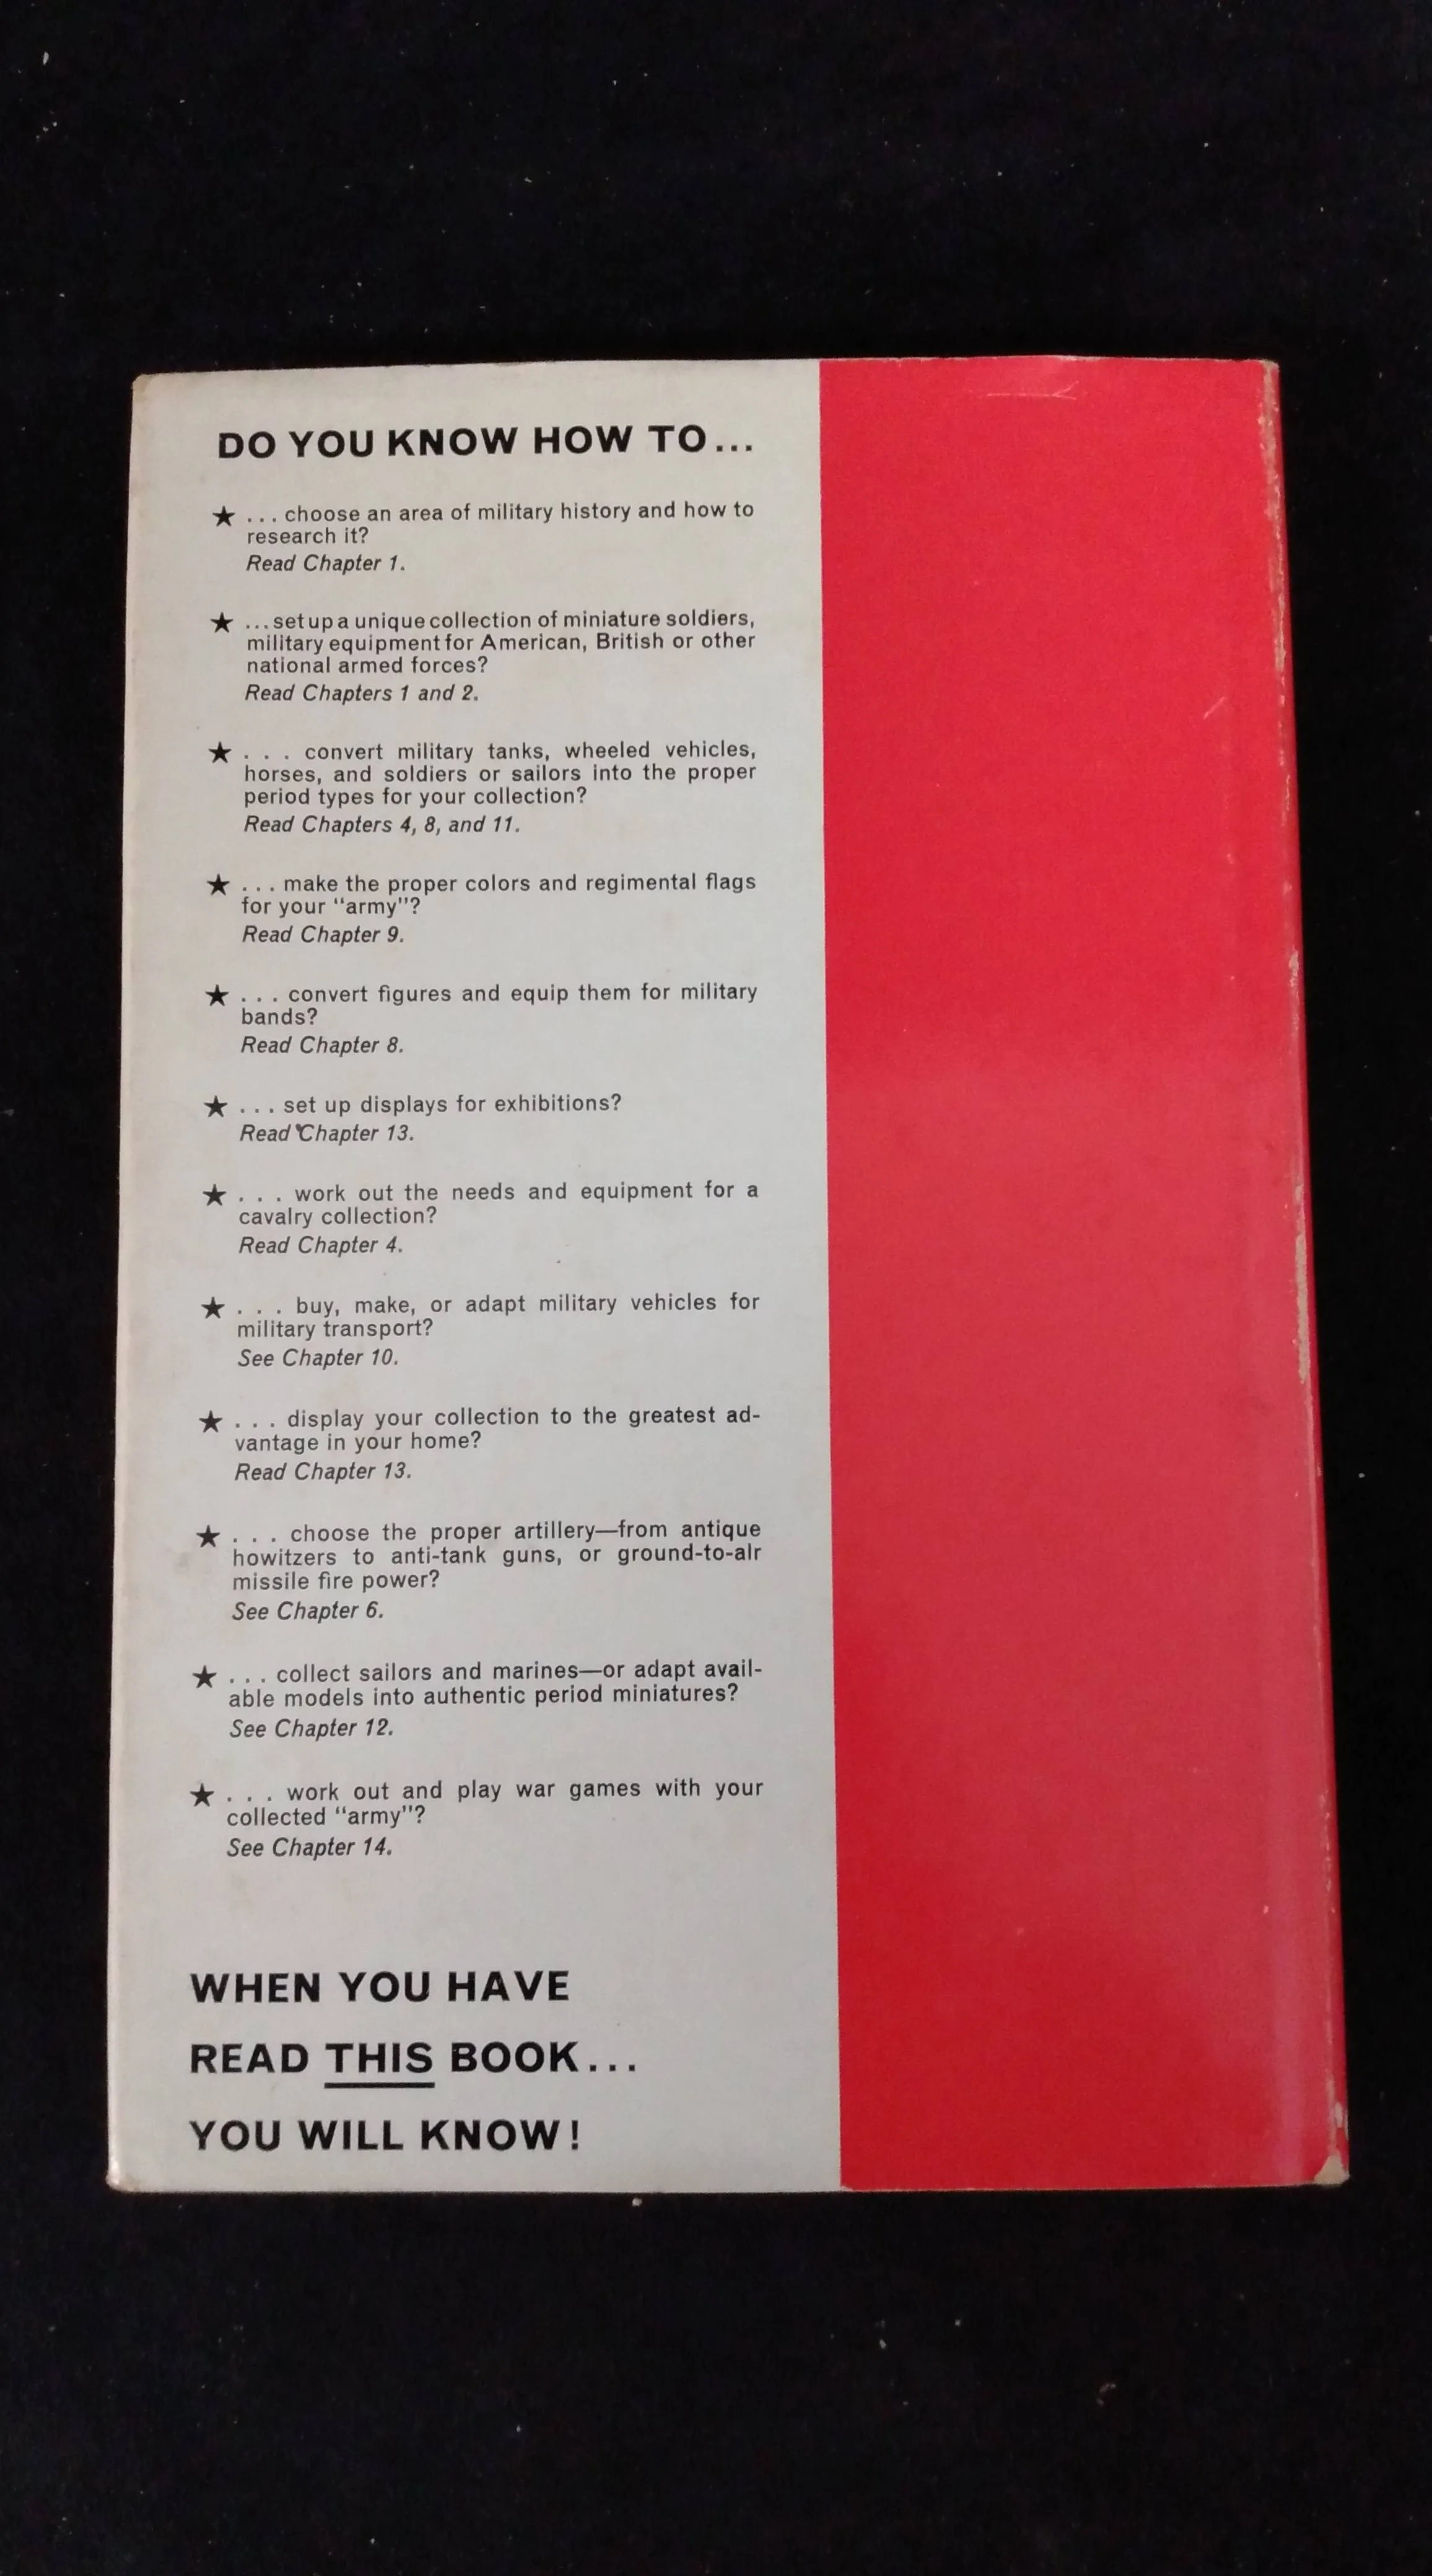 DO YOU KNOW HOW TO...
★ ... choose an area of military history and how to
research it?
Read Chapter 1.
★ ... set up a unique collection of miniature soldiers,
military equipment for American, British or other
national armed forces?
Read Chapters 1 and 2.
★ . . . convert military tanks, wheeled vehicles,
horses, and soldiers or sailors into the proper
period types for your collection?
Read Chapters 4, 8, and 11.
★ ... make the proper colors and regimental flags
for your "army"?
Read Chapter 9.
★ ... convert figures and equip them for military
bands?
Read Chapter 8.
★ ... set up displays for exhibitions?
Read Chapter 13.
★ . . . work out the needs and equipment for a
cavalry collection?
Read Chapter 4.
★ . . . buy, make, or adapt military vehicles for
military transport?
See Chapter 10.
★ . . . display your collection to the greatest ad-
vantage in your home?
Read Chapter 13.
★ . . . choose the proper artillery—from antique
howitzers to anti-tank guns, or ground-to-air
missile fire power?
See Chapter 6.
★ ... collect sailors and marines—or adapt avail-
able models into authentic period miniatures?
See Chapter 12.
★ . . . work out and play war games with your
collected "army"?
See Chapter 14.
WHEN YOU HAVE
READ THIS BOOK...
YOU WILL KNOW!